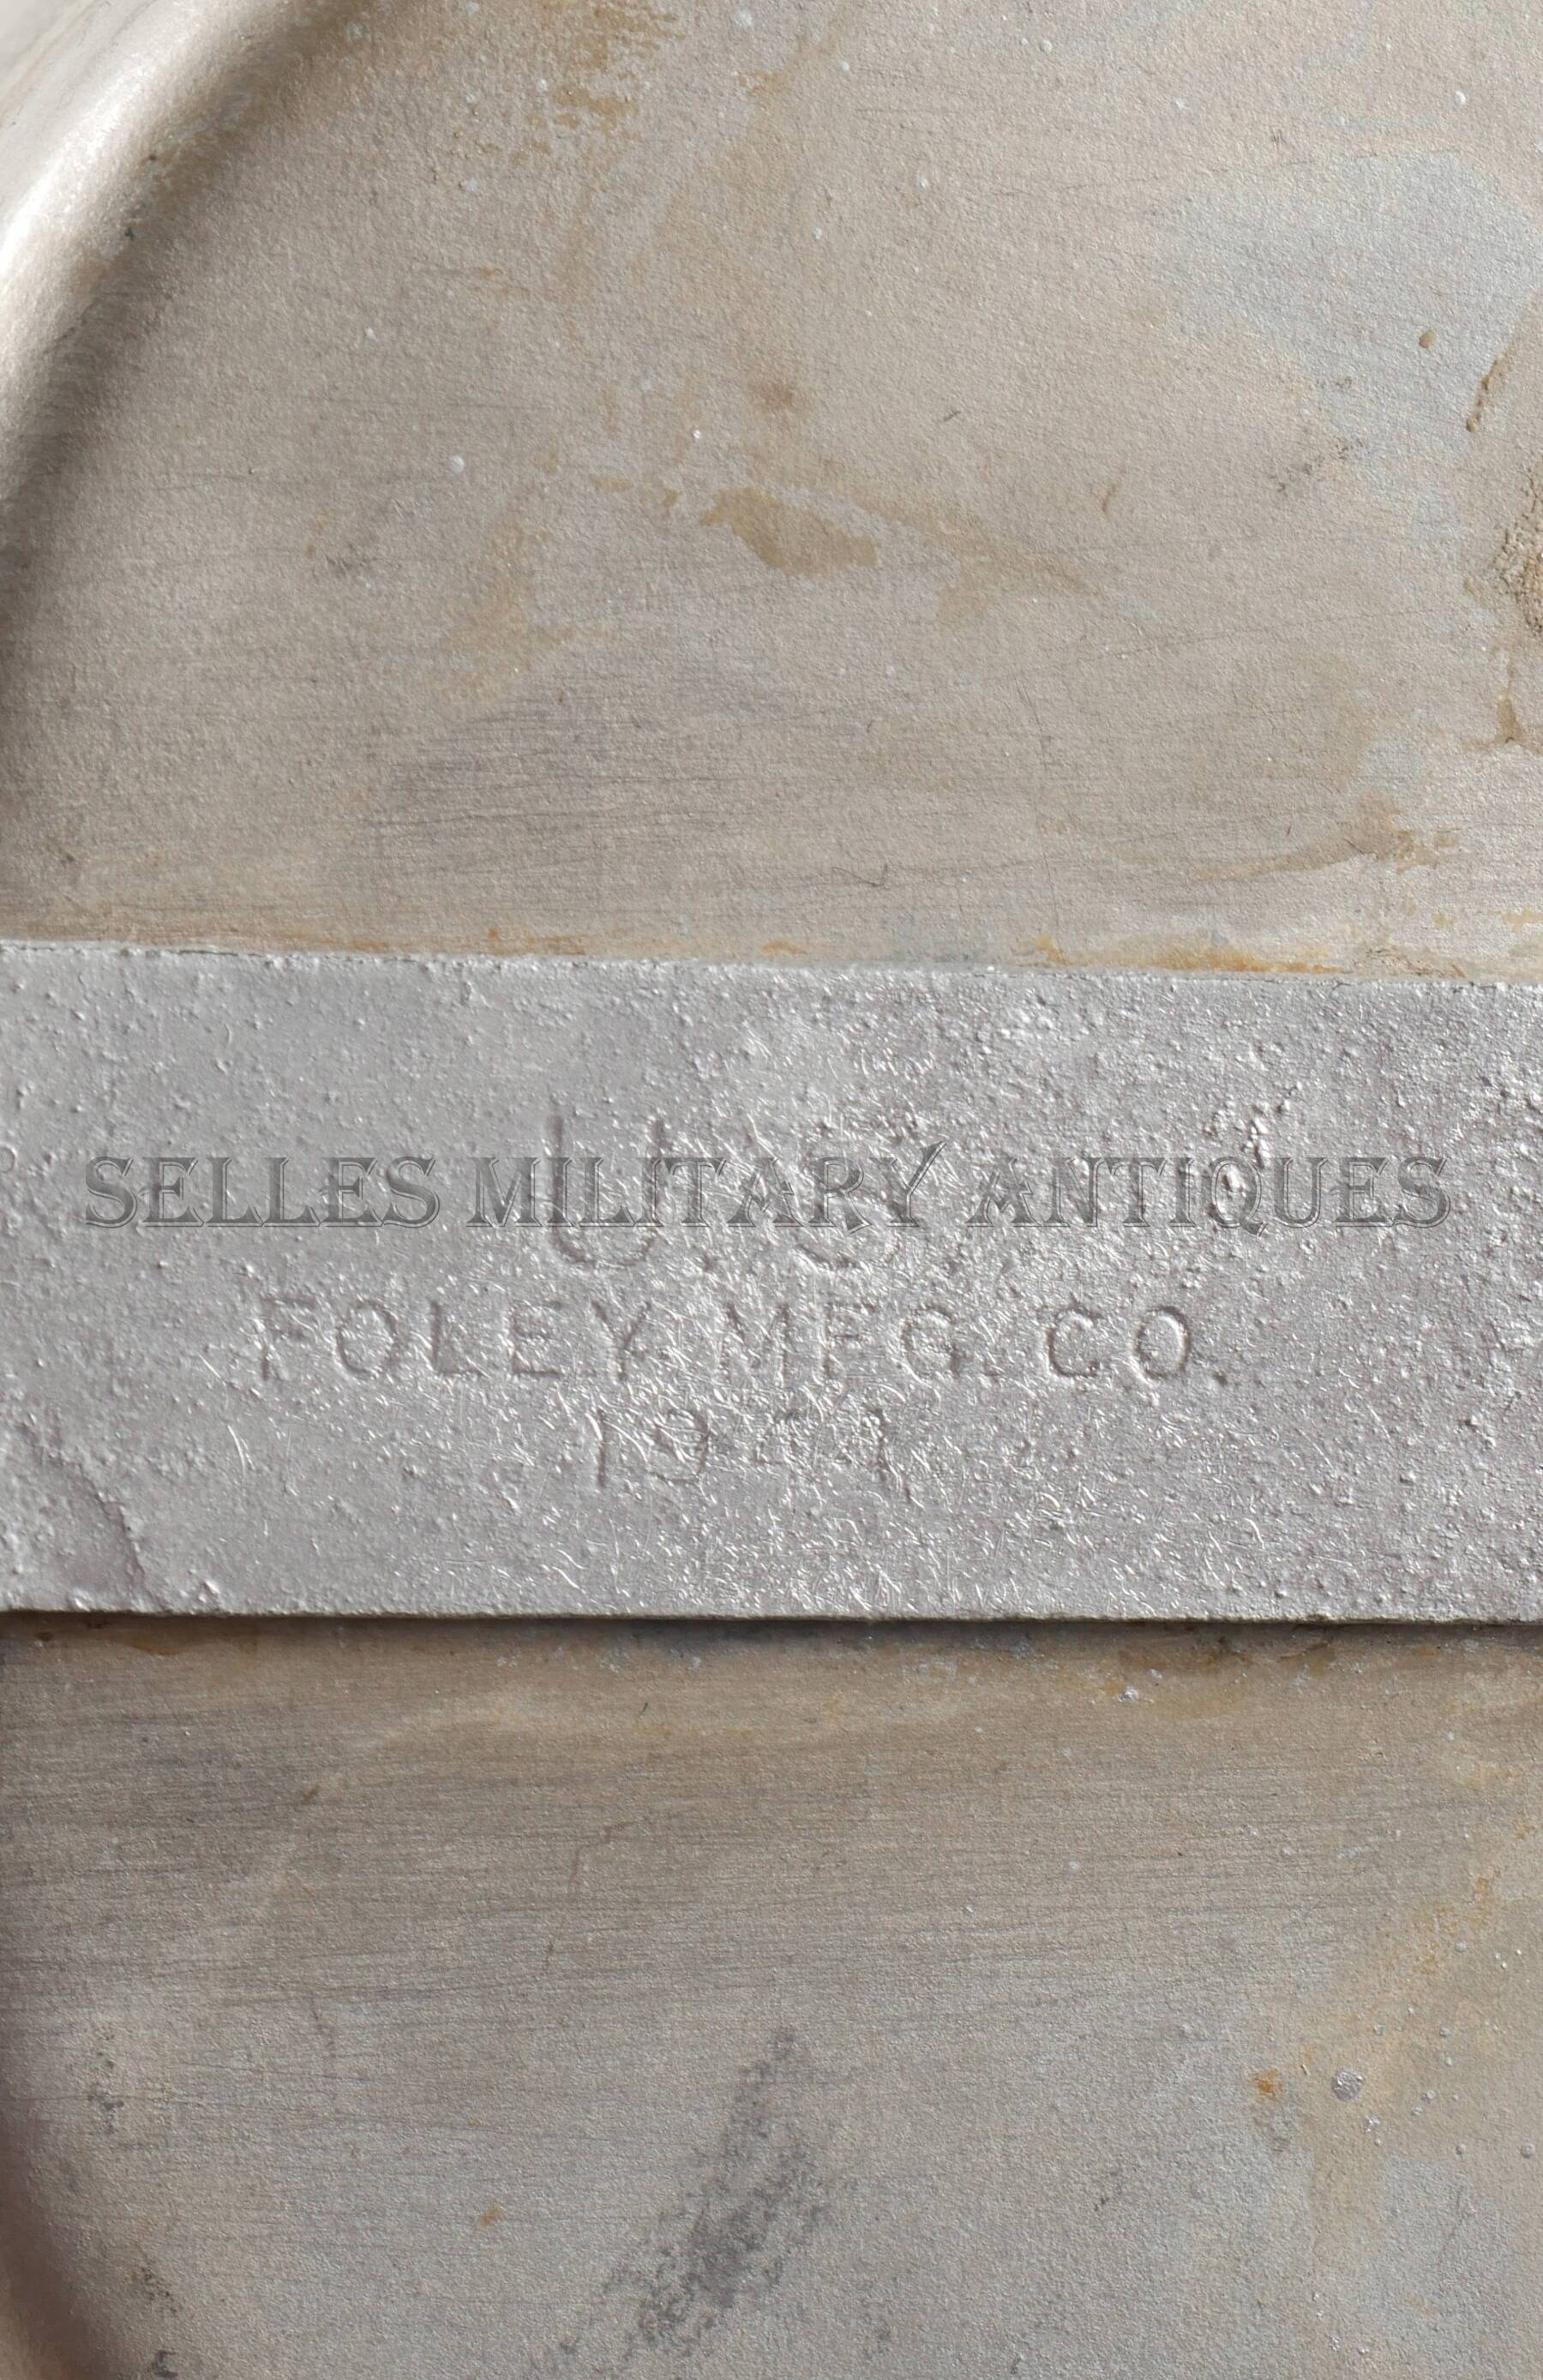 SELLES MILITARY ANTIQUES
U.S.
FOLEY MFG. CO.